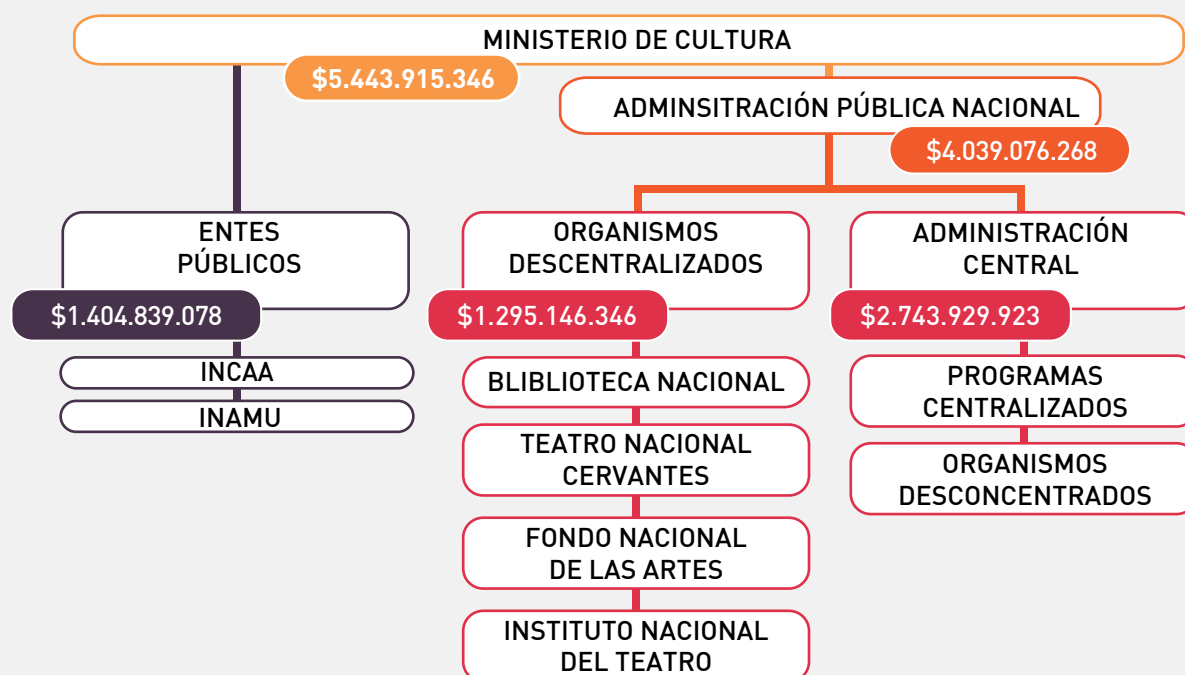 MINISTERIO DE CULTURA
$5.443.915.346
ADMINSITRACIÓN PÚBLICA NACIONAL
$4.039.076.268
ENTES
PÚBLICOS
$1.404.839.078
INCAA
INAMU
ORGANISMOS
DESCENTRALIZADOS
$1.295.146.346
BLIBLIOTECA NACIONAL
TEATRO NACIONAL
CERVANTES
FONDO NACIONAL
DE LAS ARTES
INSTITUTO NACIONAL
DEL TEATRO
ADMINISTRACIÓN
CENTRAL
$2.743.929.923
PROGRAMAS
CENTRALIZADOS
ORGANISMOS
DESCONCENTRADOS